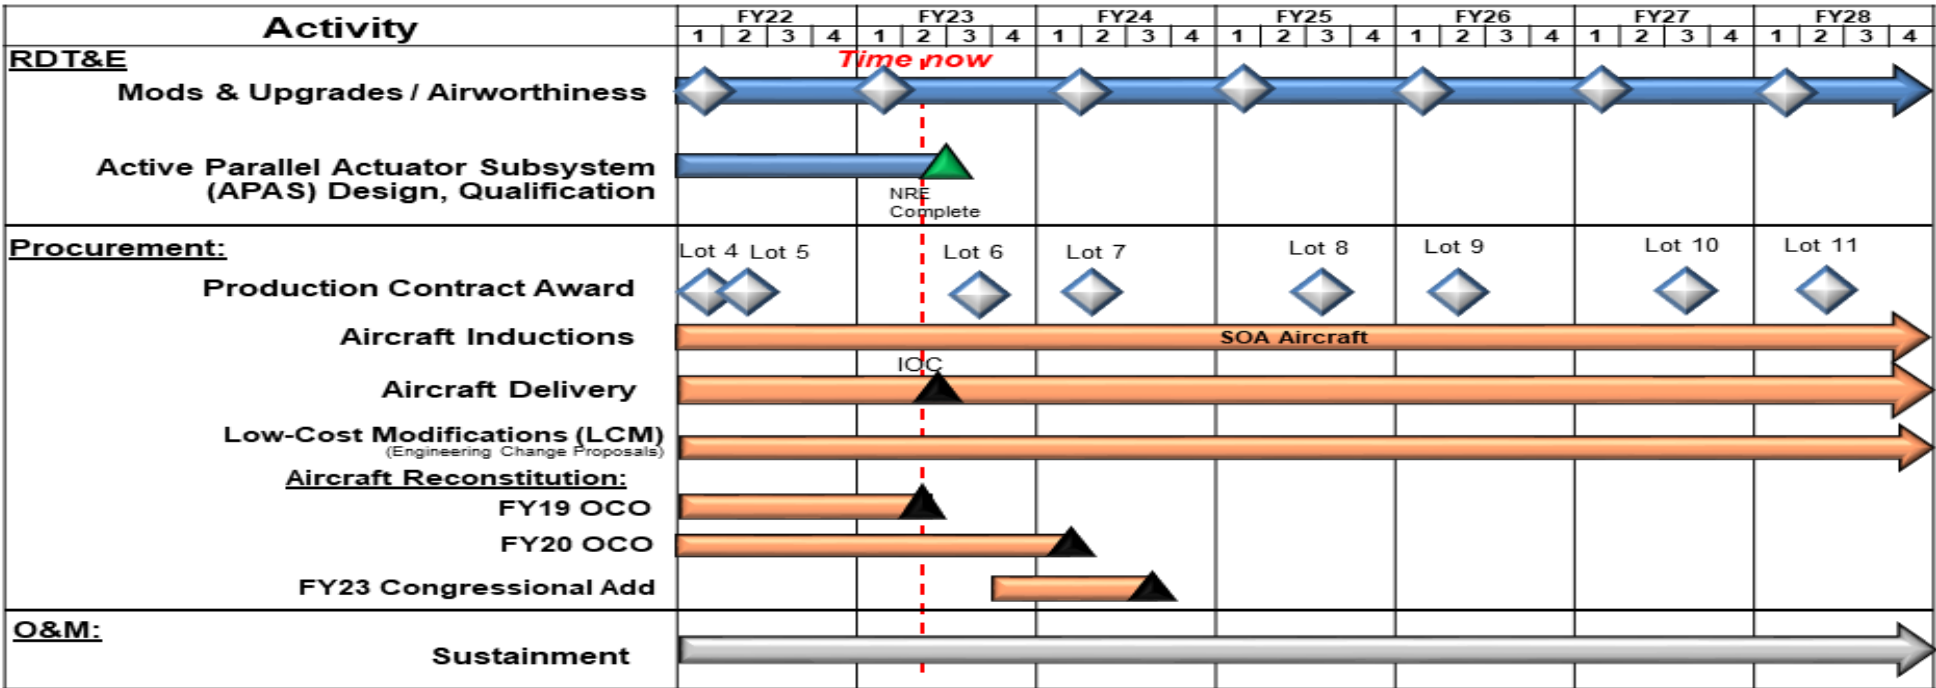 Activity
FY22 FY23 FY24 FY25 FY26 FY27 FY28
1 2 3 4 1 2 3 4 1 2 3 4 1 2 3 4 1 2 3 4 1 2 3 4 1 2 3 4
RDT&E
Time now
Mods & Upgrades / Airworthiness
Active Parallel Actuator Subsystem
(APAS) Design, Qualification
NRE
Complete
Procurement:
Lot 4 Lot 5 Lot 6 Lot 7 Lot 8 Lot 9 Lot 10 Lot 11
Production Contract Award
Aircraft Inductions
SOA Aircraft
IOC
Aircraft Delivery
Low-Cost Modifications (LCM)
(Engineering Change Proposals)
Aircraft Reconstitution:
FY19 OCO
FY20 OCO
FY23 Congressional Add
O&M:
Sustainment